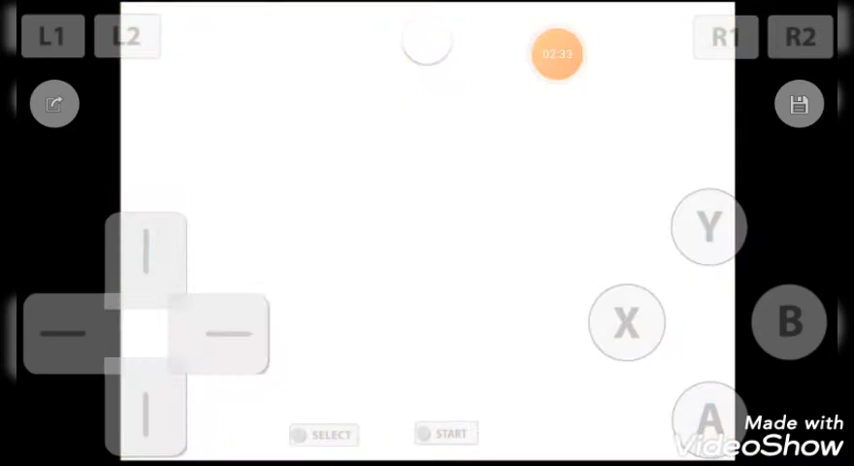 L1 L2 R1 R2
02:33
Y
X B
A
SELECT START
Made with
VideoShow